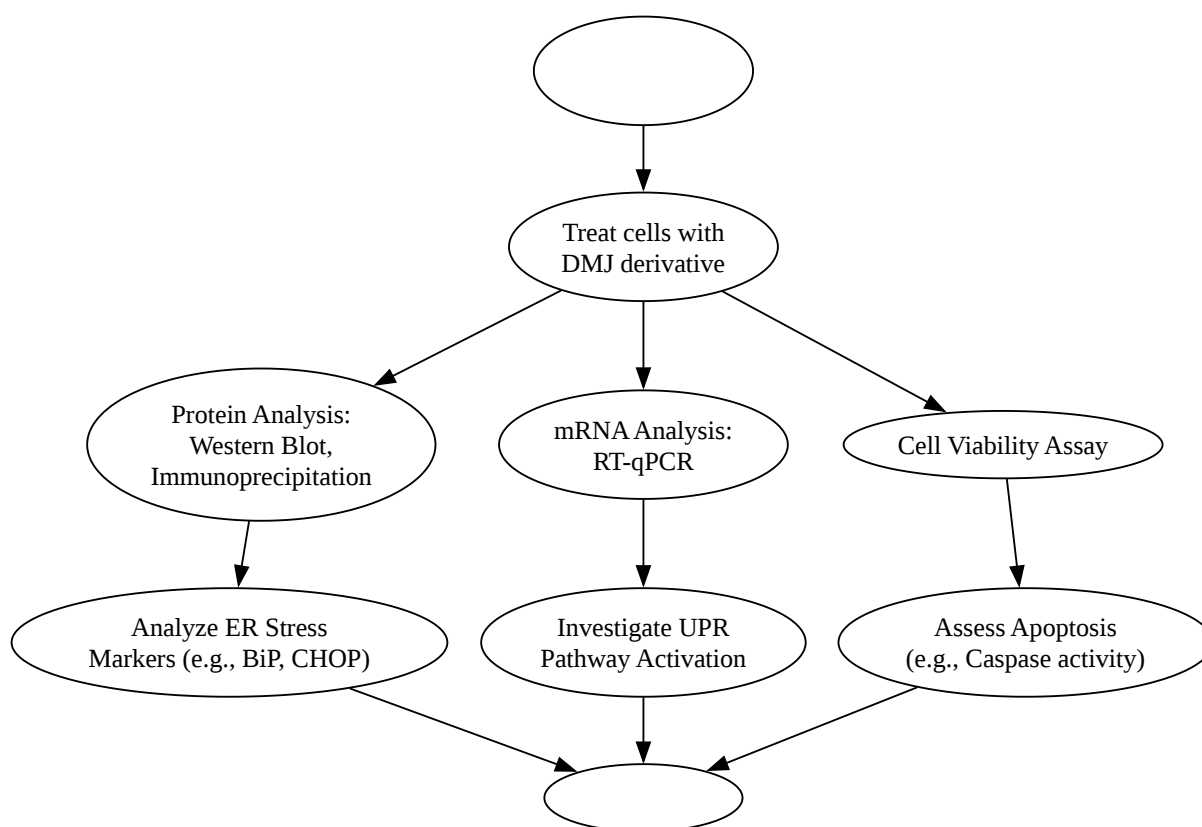 Treat cells with
DMJ derivative
Protein Analysis:
Western Blot,
Immunoprecipitation
mRNA Analysis:
RT-qPCR
Cell Viability Assay
Analyze ER Stress
Markers (e.g., BiP, CHOP)
Investigate UPR
Pathway Activation
Assess Apoptosis
(e.g., Caspase activity)